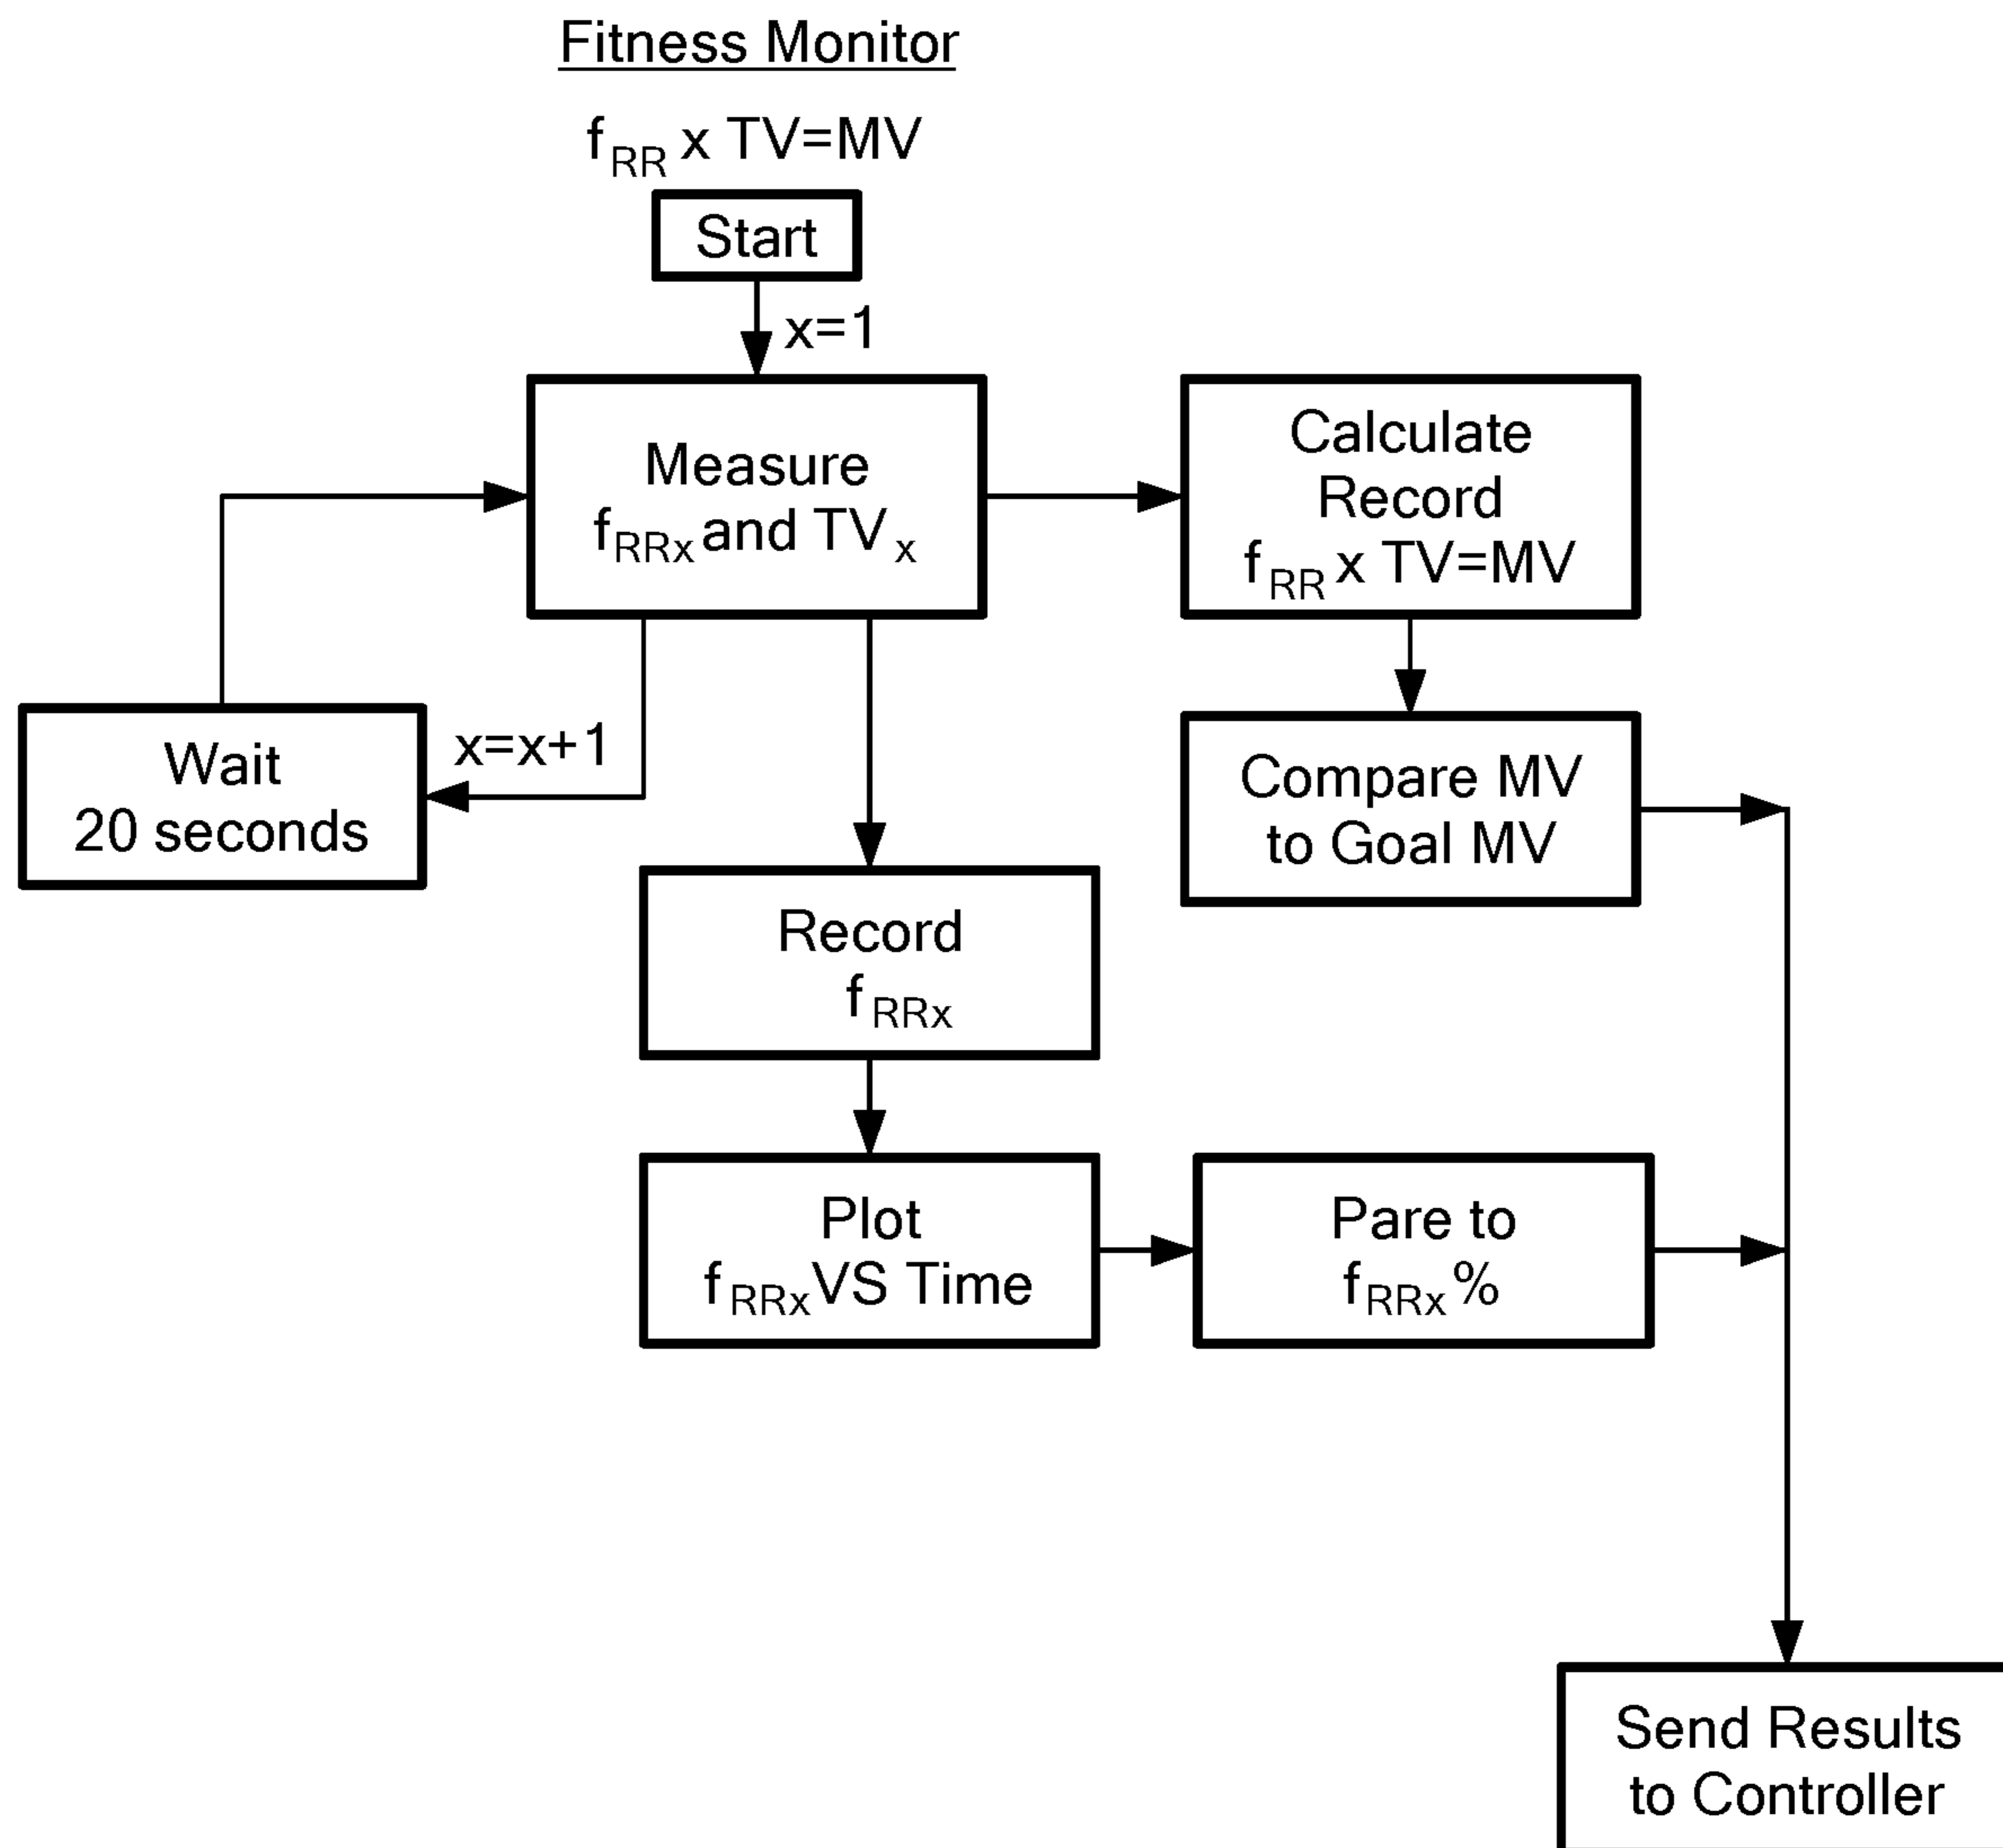 Fitness Monitor
fRR x TV=MV
Start
x=1
Measure
fRRx and TVx
Calculate
Record
fRR x TV=MV
Wait
20 seconds
x=x+1
Compare MV
to Goal MV
Record
fRRx
Plot
fRRx VS Time
Pare to
fRRx %
Send Results
to Controller